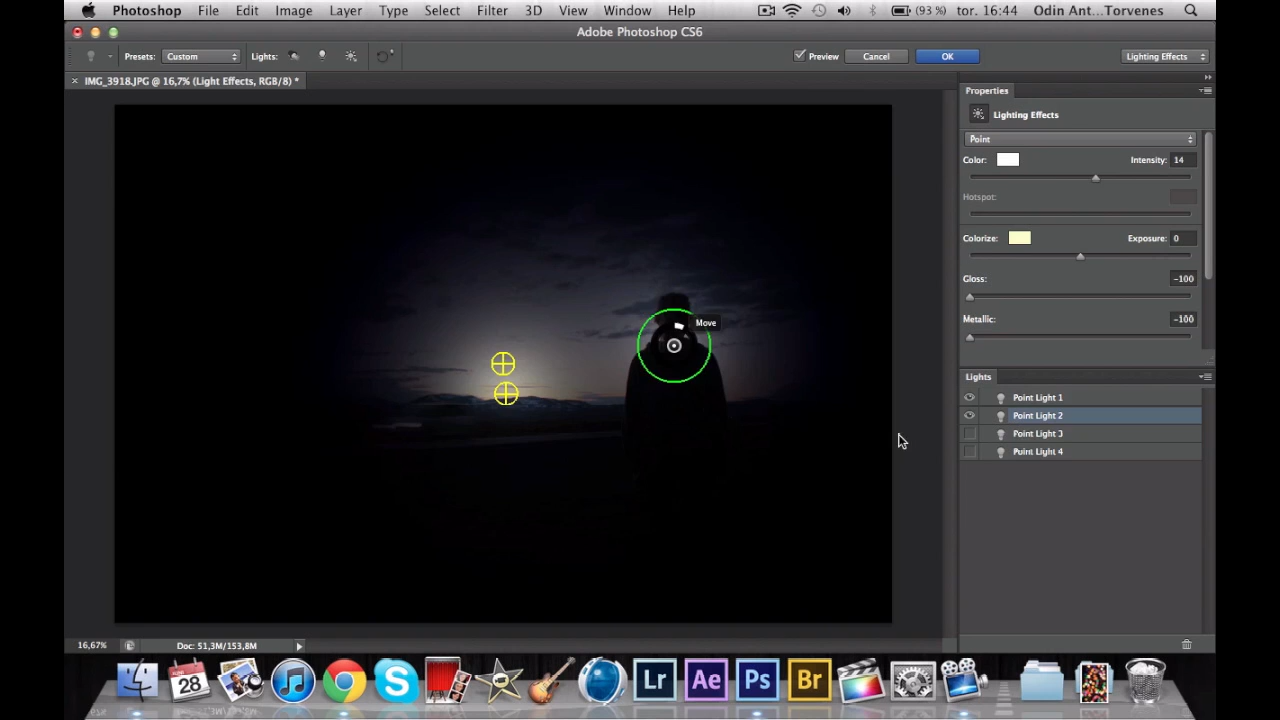 Photoshop File Edit Image Layer Type Select Filter 3D View Window Help (93 %) tor. 16:44 Odin Ant...Torvenes
Adobe Photoshop CS6
Presets: Custom Lights: Preview Cancel OK Lighting Effects
× IMG_3918.JPG @ 16,7% (Light Effects, RGB/8) *
Properties
Lighting Effects
Point
Color: Intensity: 14
Hotspot:
Colorize: Exposure: 0
Gloss: -100
Metallic: -100
Move
Lights
Point Light 1
Point Light 2
Point Light 3
Point Light 4
16,67% Doc: 51,3M/153,8M
FEB
28
Lr Ae Ps Br